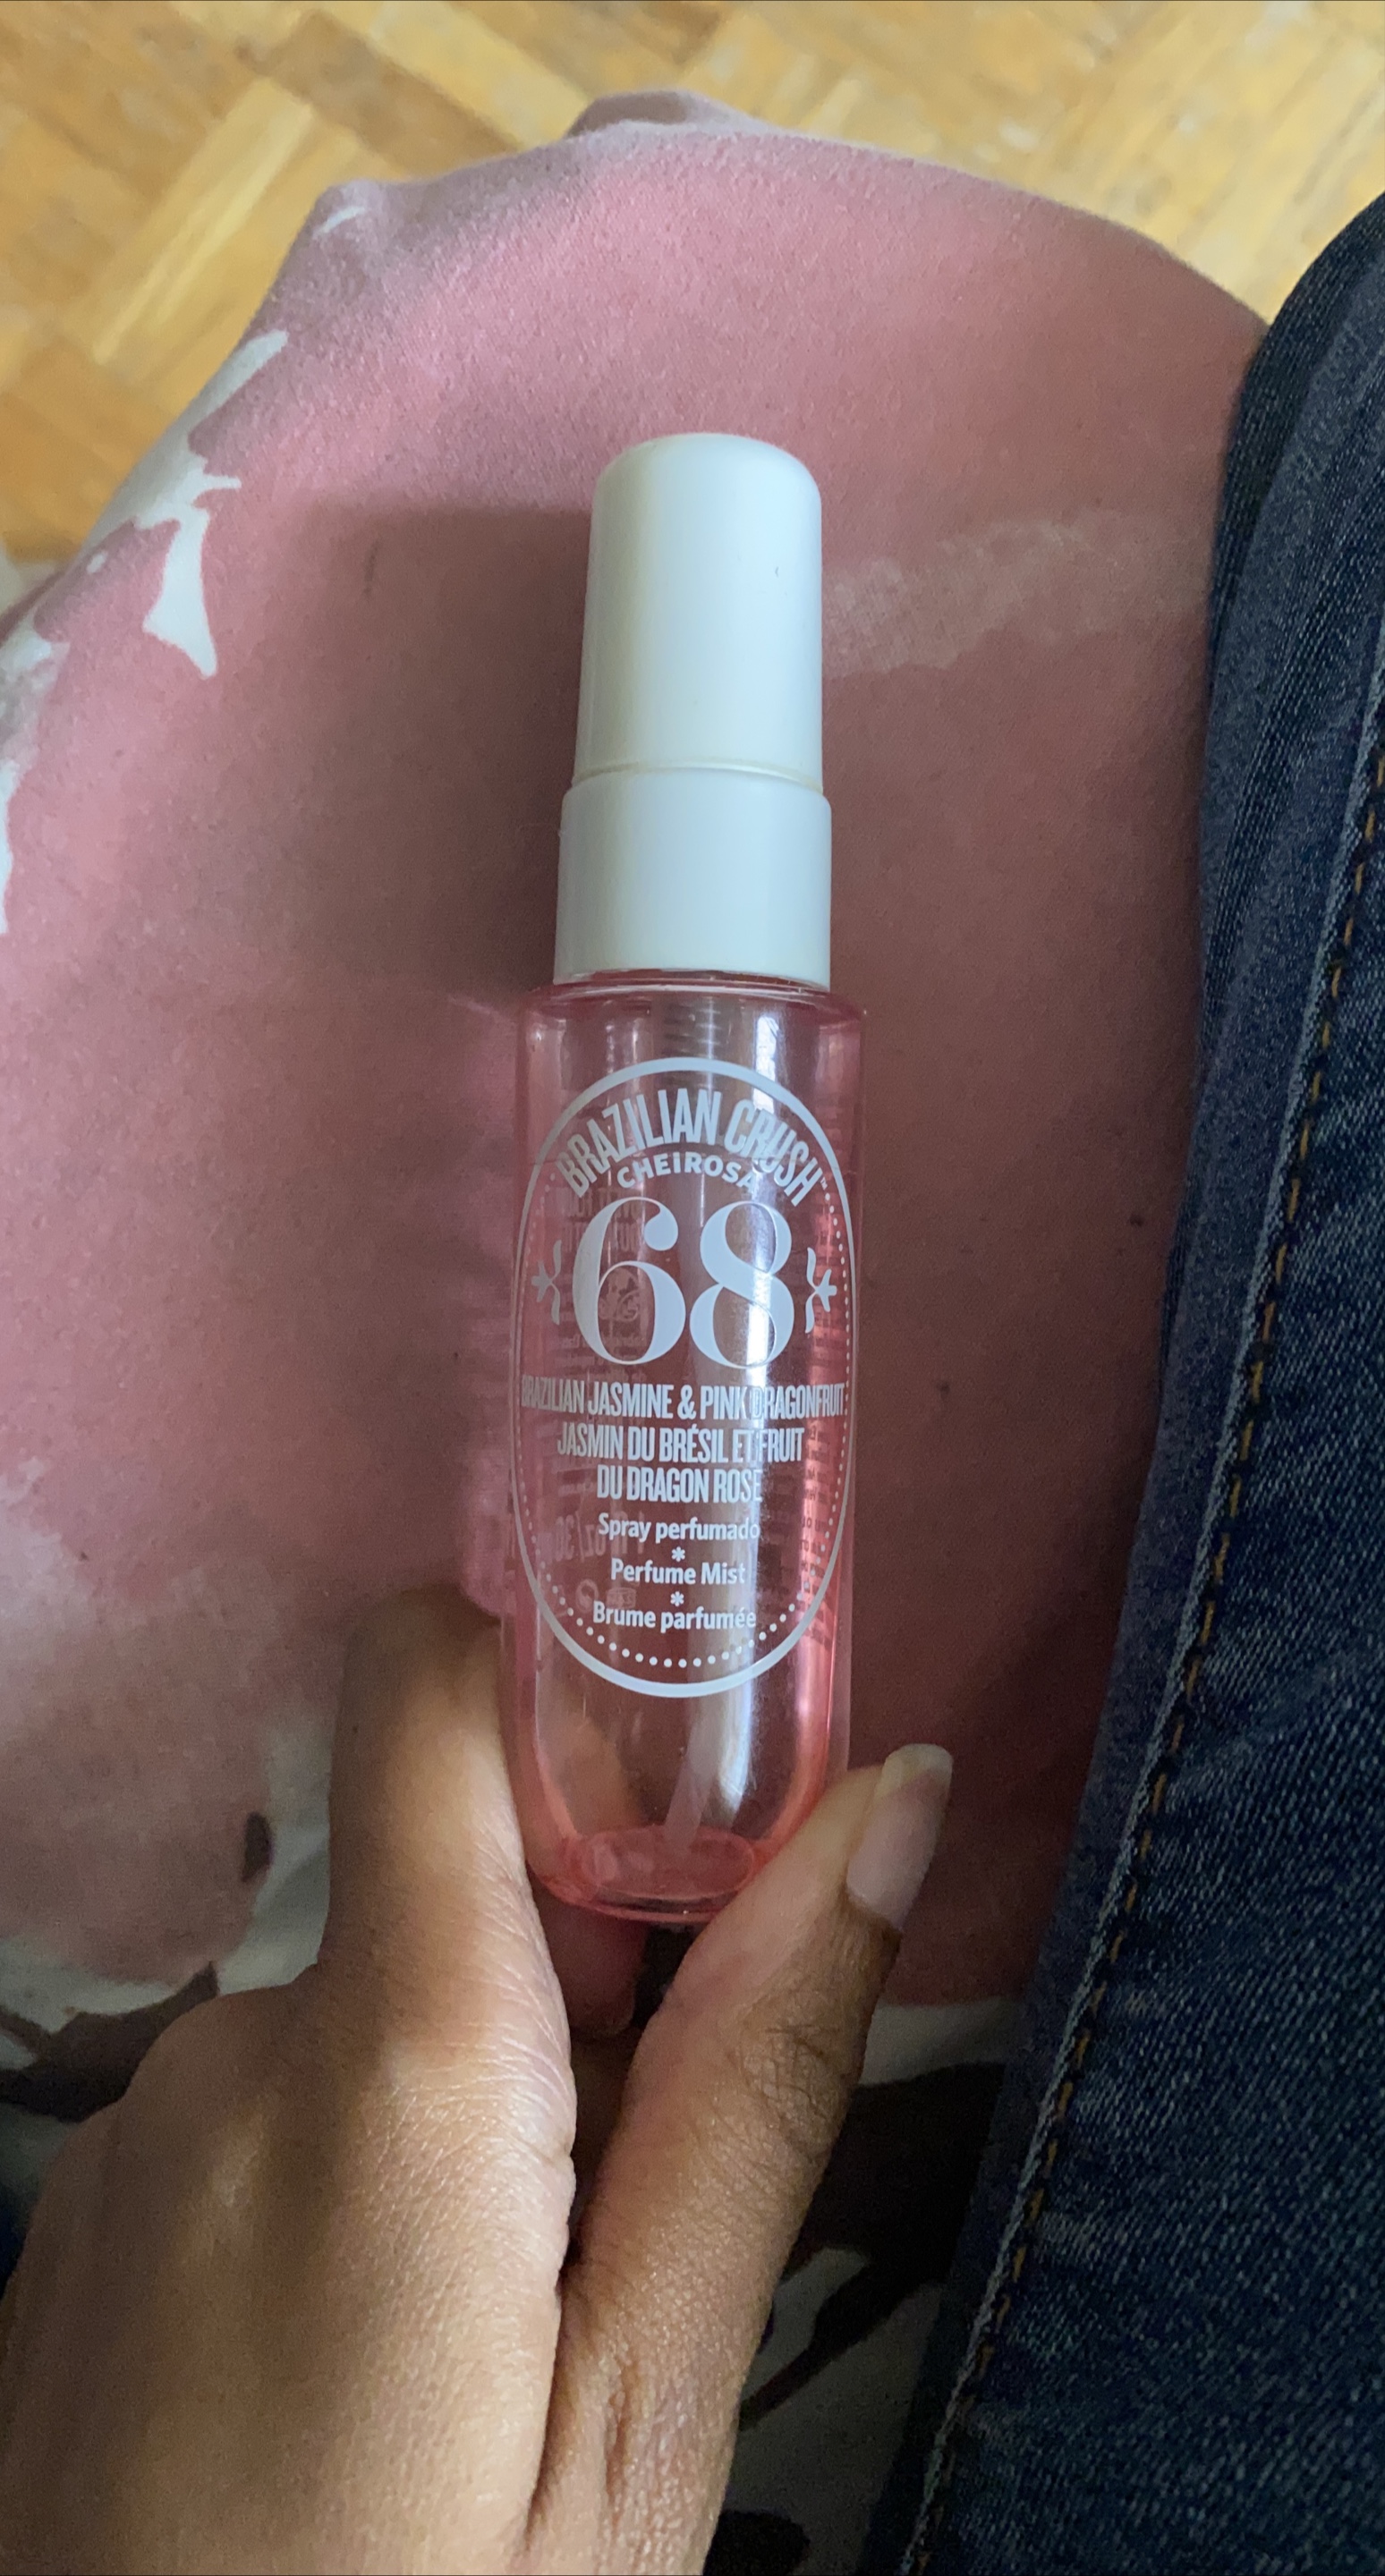 BRAZILIAN CRUSH
CHEIROSA
68
BRAZILIAN JASMINE & PINK DRAGONFRUIT
JASMIN DU BRÉSIL ET FRUIT
DU DRAGON ROSE
Spray perfumado
*
Perfume Mist
*
Brume parfumée